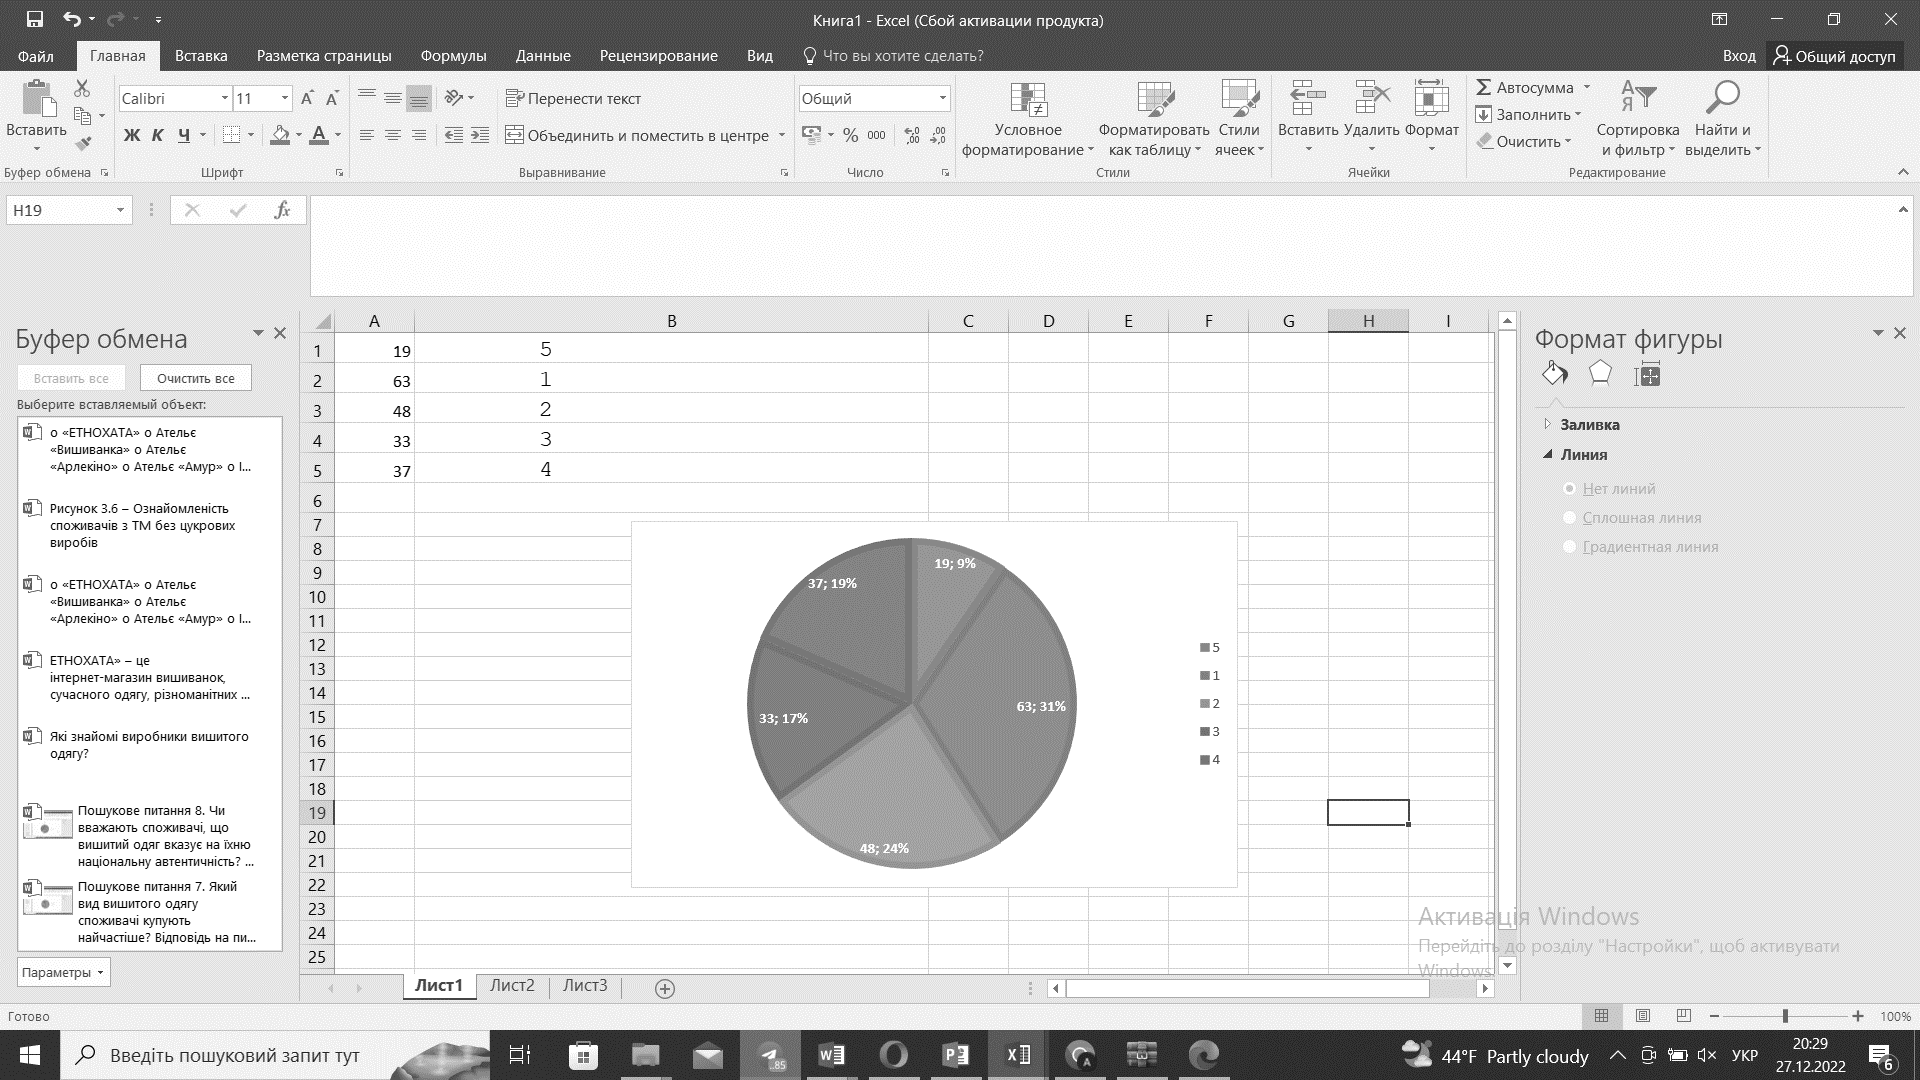 Книга1 - Excel (Сбой активации продукта)
Файл Главная Вставка Разметка страницы Формулы Данные Рецензирование Вид Что вы хотите сделать? Вход Общий доступ
Calibri 11 Перенести текст Общий Автосумма
Вставить Условное форматирование Форматировать как таблицу Стили ячеек Вставить Удалить Формат Заполнить Сортировка и фильтр Найти и выделить
Ж К Ч А Объединить и поместить в центре % 000 Очистить
Буфер обмена Шрифт Выравнивание Число Стили Ячейки Редактирование
H19 fx
Буфер обмена
Вставить все Очистить все
Выберите вставляемый объект:
о «ЕТНОХАТА» о Ательє
«Вишиванка» о Ательє
«Арлекіно» о Ательє «Амур» о І...
Рисунок 3.6 – Ознайомленість
споживачів з ТМ без цукрових
виробів
о «ЕТНОХАТА» о Ательє
«Вишиванка» о Ательє
«Арлекіно» о Ательє «Амур» о І...
ЕТНОХАТА» – це
інтернет-магазин вишиванок,
сучасного одягу, різноманітних ...
Які знайомі виробники вишитого
одягу?
Пошукове питання 8. Чи
вважають споживачі, що
вишитий одяг вказує на їхню
національну автентичність? ...
Пошукове питання 7. Який
вид вишитого одягу
споживачі купують
найчастіше? Відповідь на пи...
Параметры
A B C D E F G H I
1 19 5
2 63 1
3 48 2
4 33 3
5 37 4
6
7
8
9
10
11
12
13
14
15
16
17
18
19
20
21
22
23
24
25
19; 9%
37; 19%
63; 31%
33; 17%
48; 24%
5
1
2
3
4
Формат фигуры
Заливка
Линия
Нет линий
Сплошная линия
Градиентная линия
Активація Windows
Перейдіть до розділу "Настройки", щоб активувати
Windows.
Лист1 Лист2 Лист3
Готово 100%
Введіть пошуковий запит тут ..85 44°F Partly cloudy УКР 20:29
27.12.2022 6